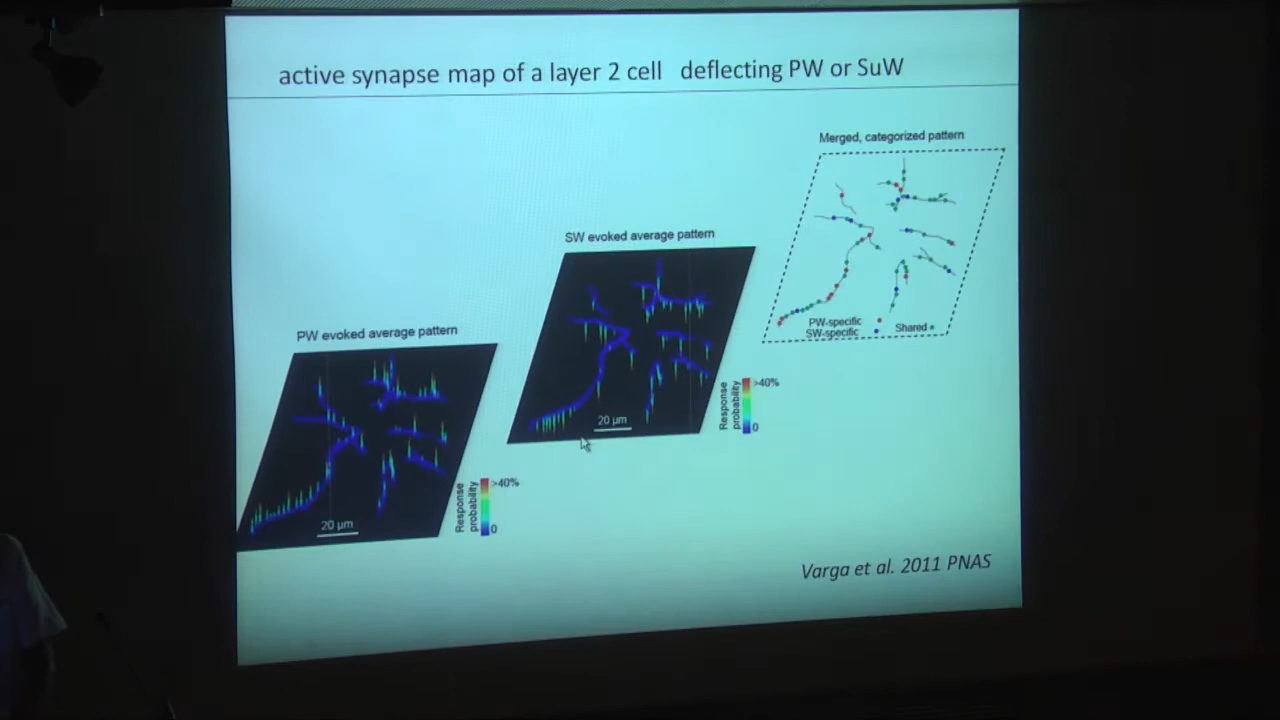 active synapse map of a layer 2 cell deflecting PW or SuW
Merged, categorized pattern
PW-specific
SW-specific
Shared
SW evoked average pattern
20 µm
Response probability
>40%
0
PW evoked average pattern
20 µm
Response probability
>40%
0
Varga et al. 2011 PNAS